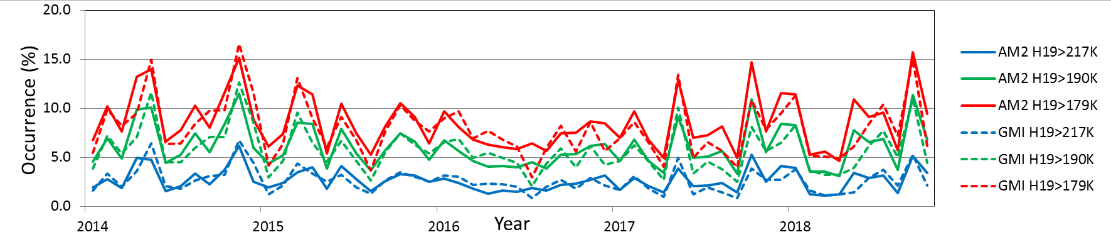 20.0
15.0
10.0
5.0
0.0
Occurrence (%)
2014
2015
2016
2017
2018
Year
AM2 H19>217K
AM2 H19>190K
AM2 H19>179K
GMI H19>217K
GMI H19>190K
GMI H19>179K